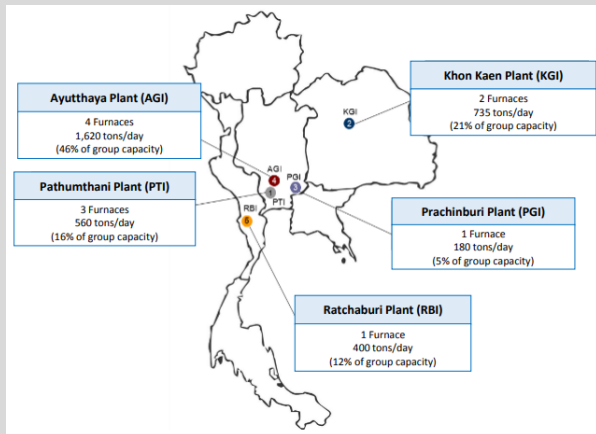 Khon Kaen Plant (KGI)
2 Furnaces
735 tons/day
(21% of group capacity)
Ayutthaya Plant (AGI)
4 Furnaces
1,620 tons/day
(46% of group capacity)
Pathumthani Plant (PTI)
3 Furnaces
560 tons/day
(16% of group capacity)
KGI
2
AGI
4
PGI
3
1
PTI
RBI
5
Prachinburi Plant (PGI)
1 Furnace
180 tons/day
(5% of group capacity)
Ratchaburi Plant (RBI)
1 Furnace
400 tons/day
(12% of group capacity)